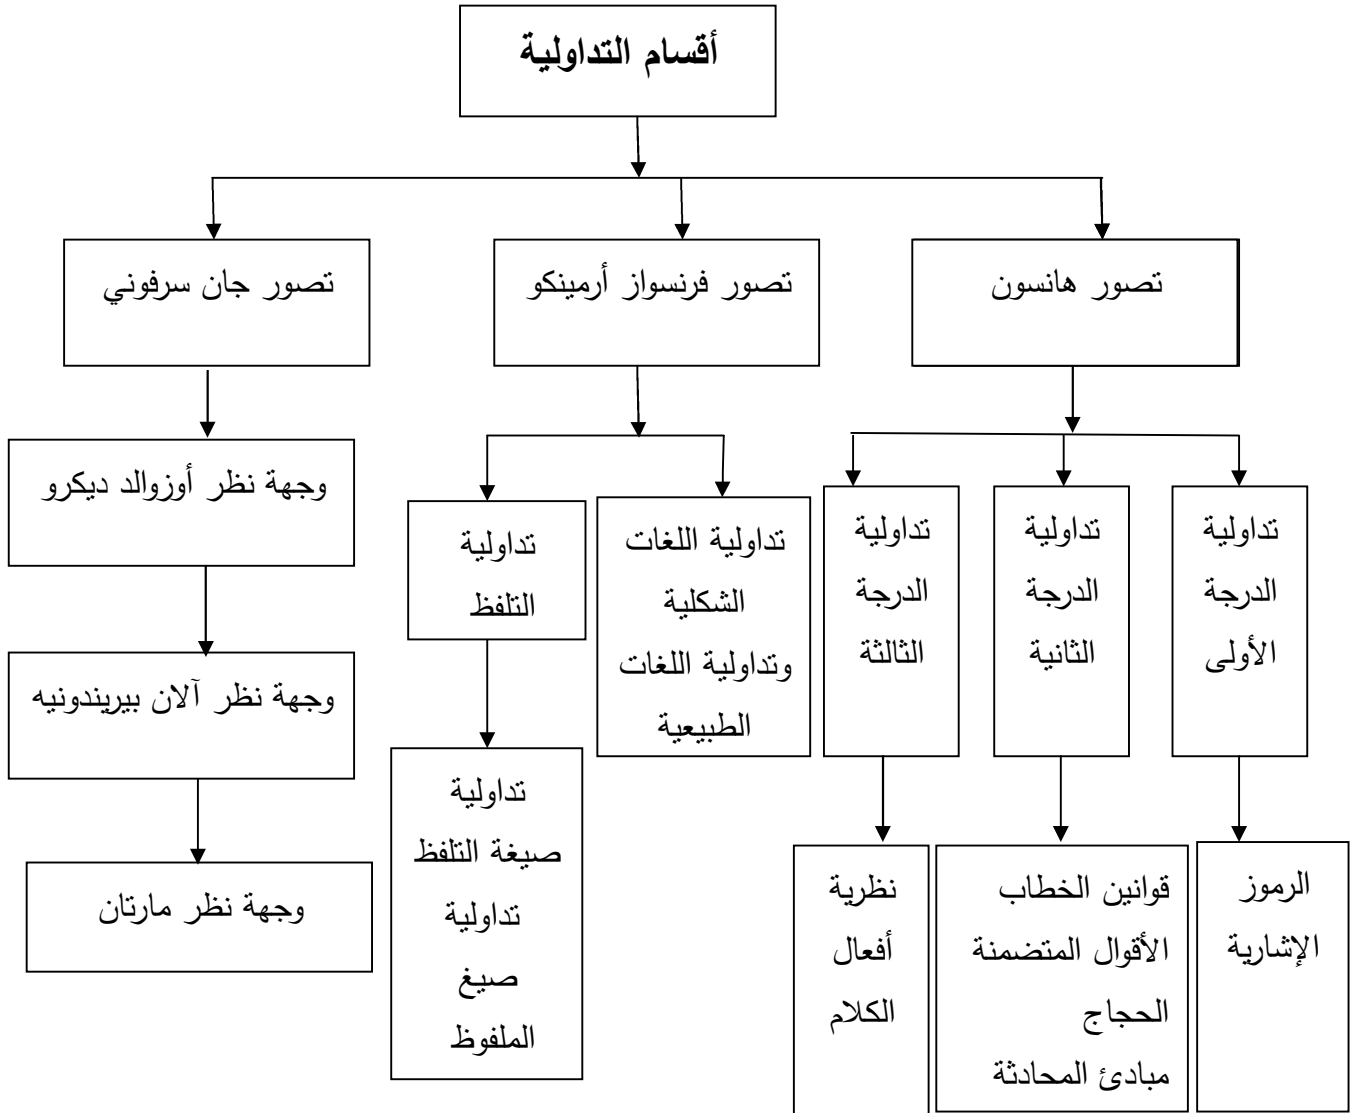 أقسام التداولية
تصور هانسون
تصور فرنسواز أرمينكو
تصور جان سرفوني
تداولية
الدرجة
الأولى
تداولية
الدرجة
الثانية
تداولية
الدرجة
الثالثة
تداولية اللغات
الشكلية
وتداولية اللغات
الطبيعية
تداولية
التلفظ
وجهة نظر أوزوالد ديكرو
وجهة نظر آلان بيريندونيه
وجهة نظر مارتان
الرموز
الإشارية
قوانين الخطاب
الأقوال المتضمنة
الحجاج
مبادئ المحادثة
نظرية
أفعال
الكلام
تداولية
صيغة التلفظ
تداولية
صيغ
الملفوظ